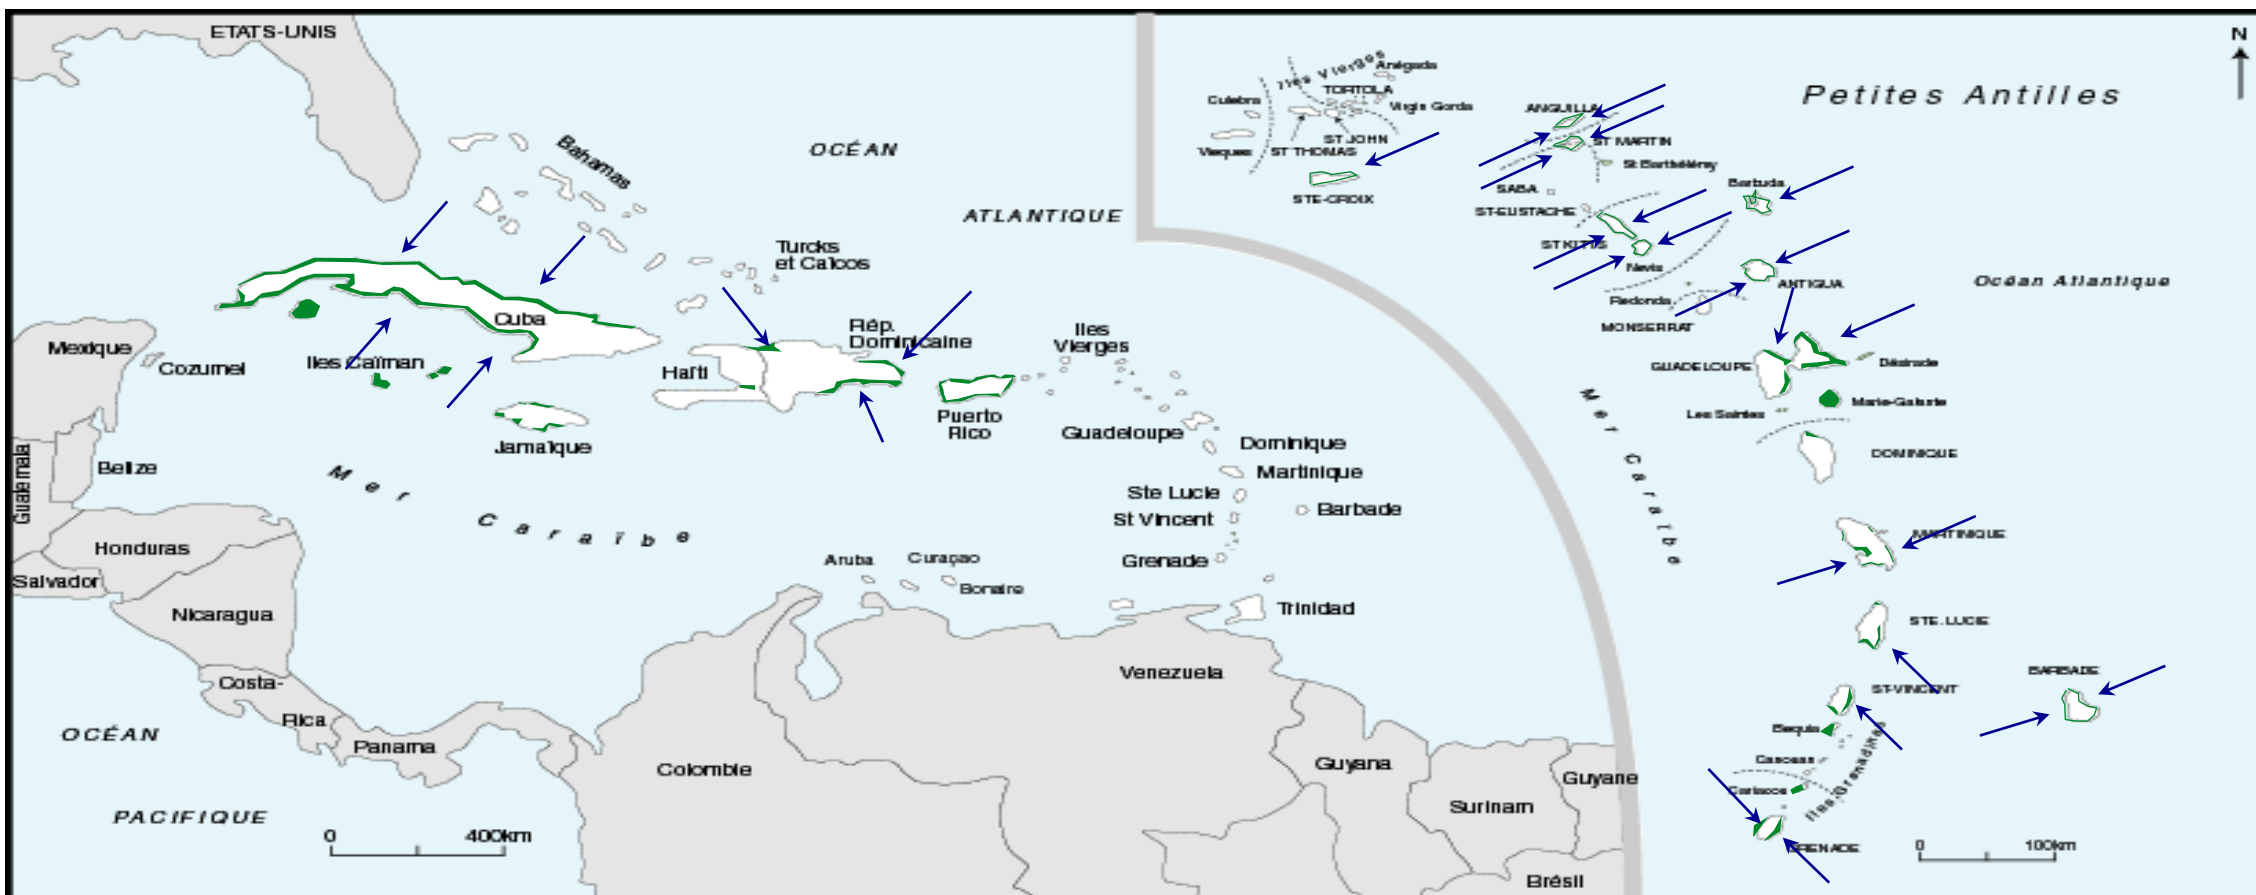 ETATS-UNIS
OCÉAN
ATLANTIQUE
Bahamas
Turcks
et Caïcos
Cuba
Rép.
Dominicaine
Haïti
Iles
Vierges
Puerto
Rico
Mexique
Cozumel
Iles Caïman
Jamaïque
Guadeloupe
Dominique
Martinique
Ste Lucie
St Vincent
Barbade
Grenade
Trinidad
Belize
Guatemala
Honduras
Salvador
Nicaragua
Costa-
Rica
Panama
Mer Caraïbe
Aruba
Curaçao
Bonaire
Venezuela
Colombie
Guyana
Surinam
Guyane
Brésil
OCÉAN
PACIFIQUE
0 400km
N
Petites Antilles
Iles Vierges
Anégada
TORTOLA
Virgin Gorda
Culebra
Vieques
ST JOHN
ST THOMAS
STE-CROIX
ANGUILLA
ST MARTIN
St Barthélémy
SABA
ST-EUSTACHE
ST KITTS
Nevis
Barbuda
ANTIGUA
Redonda
MONSERRAT
Océan Atlantique
GUADELOUPE
Désirade
Marie-Galante
Les Saintes
Mer Caraïbe
DOMINIQUE
MARTINIQUE
STE. LUCIE
ST-VINCENT
BARBADE
Bequia
Canouan
Cariacou
Iles Grenadines
GRENADE
0 100km